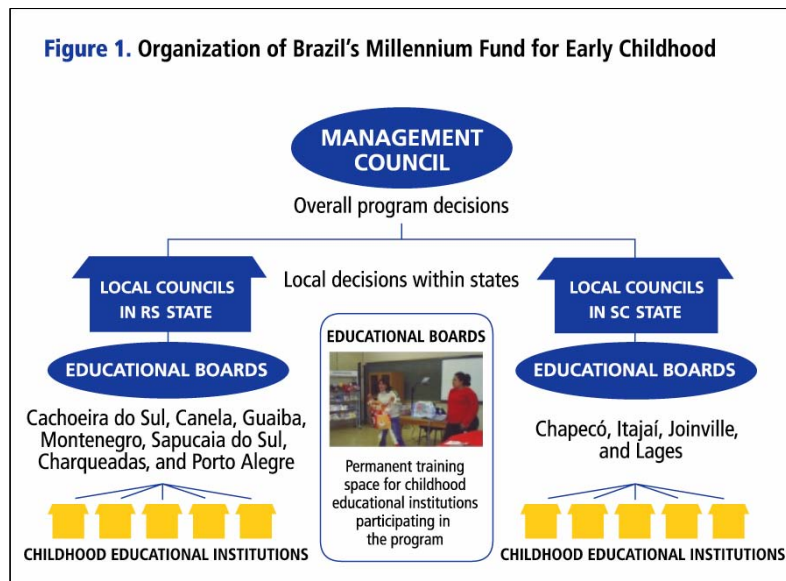 Figure 1. Organization of Brazil's Millennium Fund for Early Childhood
MANAGEMENT
COUNCIL
Overall program decisions
LOCAL COUNCILS
IN RS STATE
Local decisions within states
LOCAL COUNCILS
IN SC STATE
EDUCATIONAL BOARDS
Cachoeira do Sul, Canela, Guaiba,
Montenegro, Sapucaia do Sul,
Charqueadas, and Porto Alegre
CHILDHOOD EDUCATIONAL INSTITUTIONS
EDUCATIONAL BOARDS
Permanent training
space for childhood
educational institutions
participating in
the program
EDUCATIONAL BOARDS
Chapecó, Itajaí, Joinville,
and Lages
CHILDHOOD EDUCATIONAL INSTITUTIONS